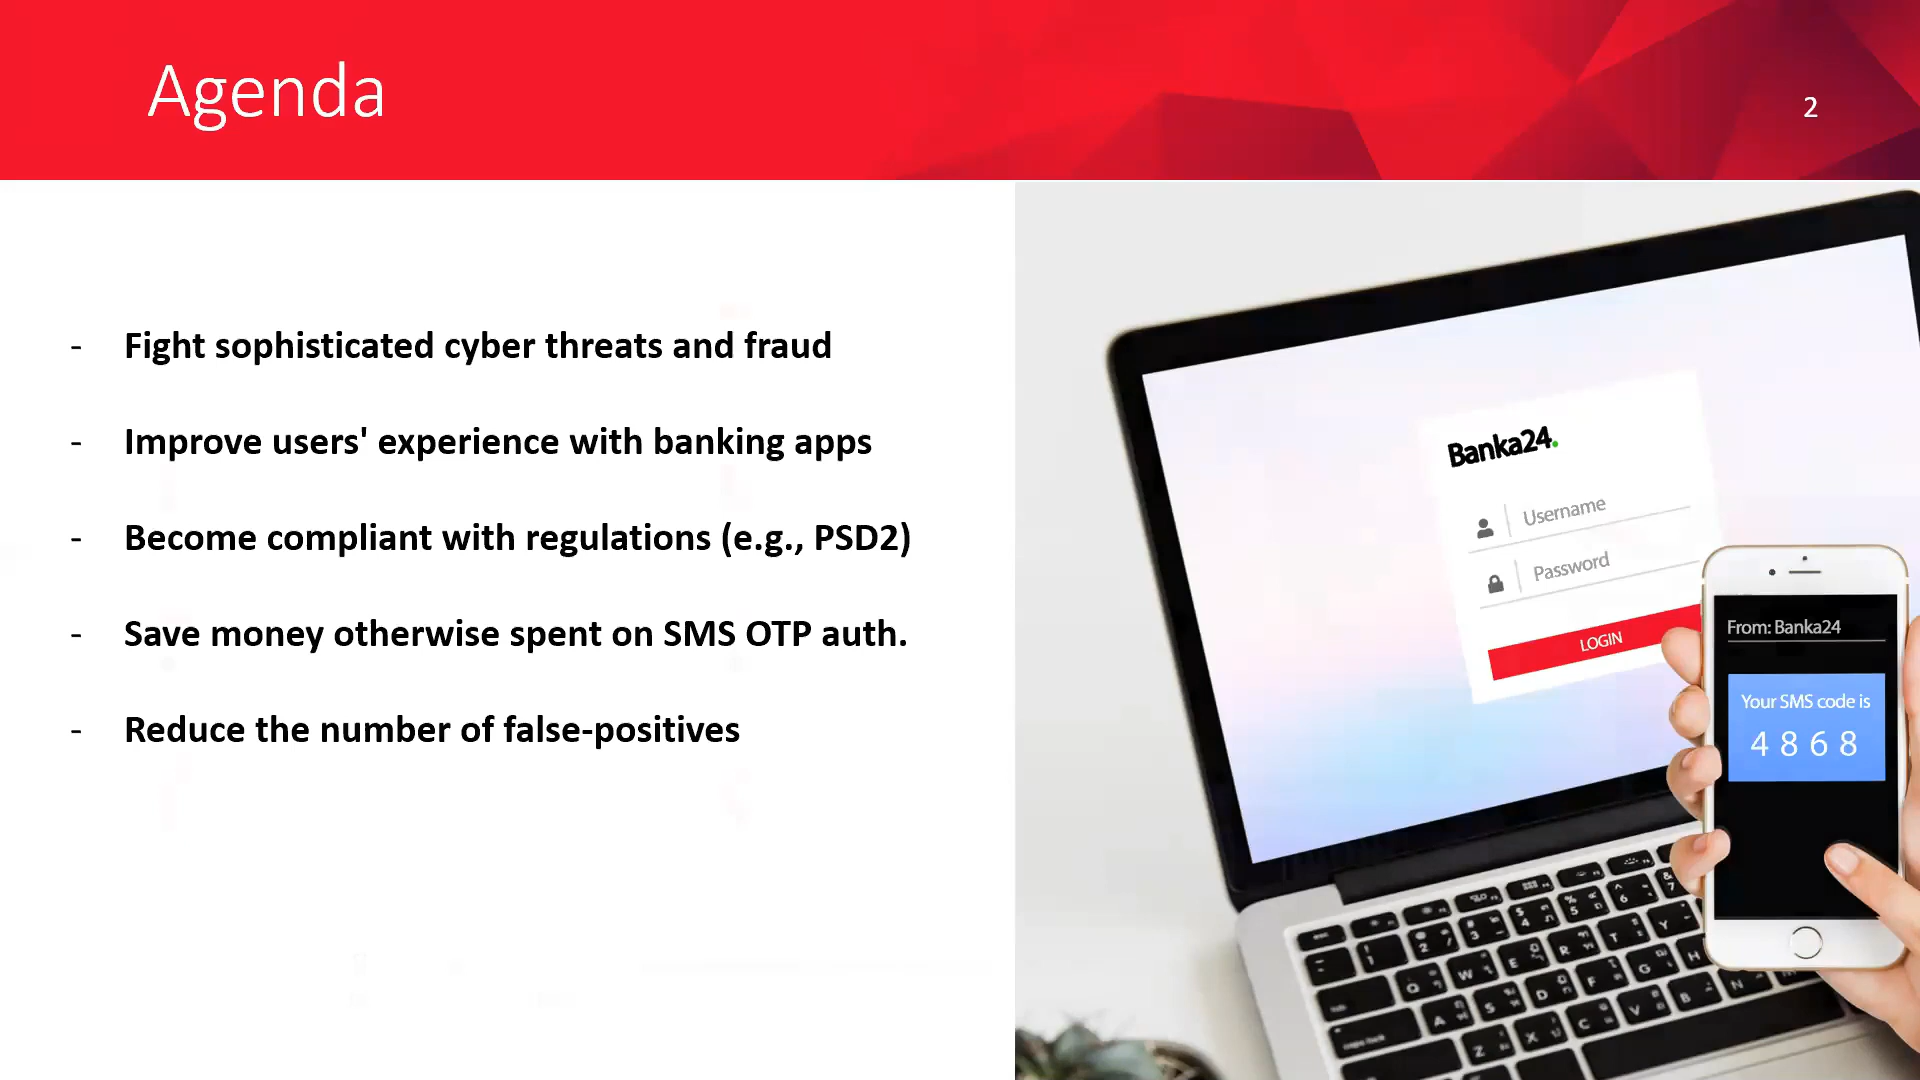 Agenda
2
- Fight sophisticated cyber threats and fraud
- Improve users' experience with banking apps
- Become compliant with regulations (e.g., PSD2)
- Save money otherwise spent on SMS OTP auth.
- Reduce the number of false-positives
Banka24.
Username
Password
LOGIN
From: Banka24
Your SMS code is
4 8 6 8